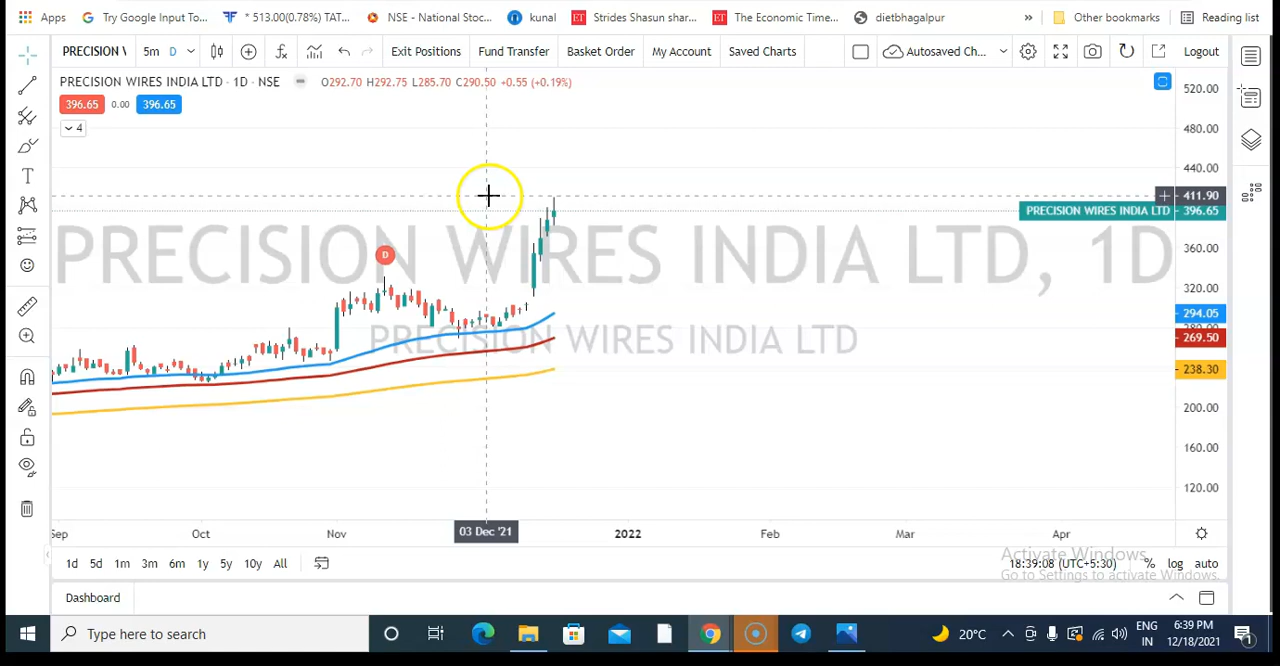 Apps Try Google Input To... * 513.00(0.78%) TAT... NSE - National Stoc... kunal Strides Shasun shar... The Economic Time... dietbhagalpur » Other bookmarks Reading list
PRECISION W 5m D Exit Positions Fund Transfer Basket Order My Account Saved Charts Autosaved Ch... Logout
PRECISION WIRES INDIA LTD · 1D · NSE O292.70 H292.75 L285.70 C290.50 +0.55 (+0.19%)
396.65 0.00 396.65
4
520.00
480.00
440.00
411.90
PRECISION WIRES INDIA LTD 396.65
360.00
320.00
294.05
280.00
269.50
238.30
200.00
160.00
120.00
D
PRECISION WIRES INDIA LTD, 1D
PRECISION WIRES INDIA LTD
Sep Oct Nov 03 Dec '21 2022 Feb Mar Apr
Activate Windows
Go to Settings to activate Windows.
1d 5d 1m 3m 6m 1y 5y 10y All 18:39:08 (UTC+5:30) % log auto
Dashboard
Type here to search 20°C ENG IN 6:39 PM 12/18/2021 1